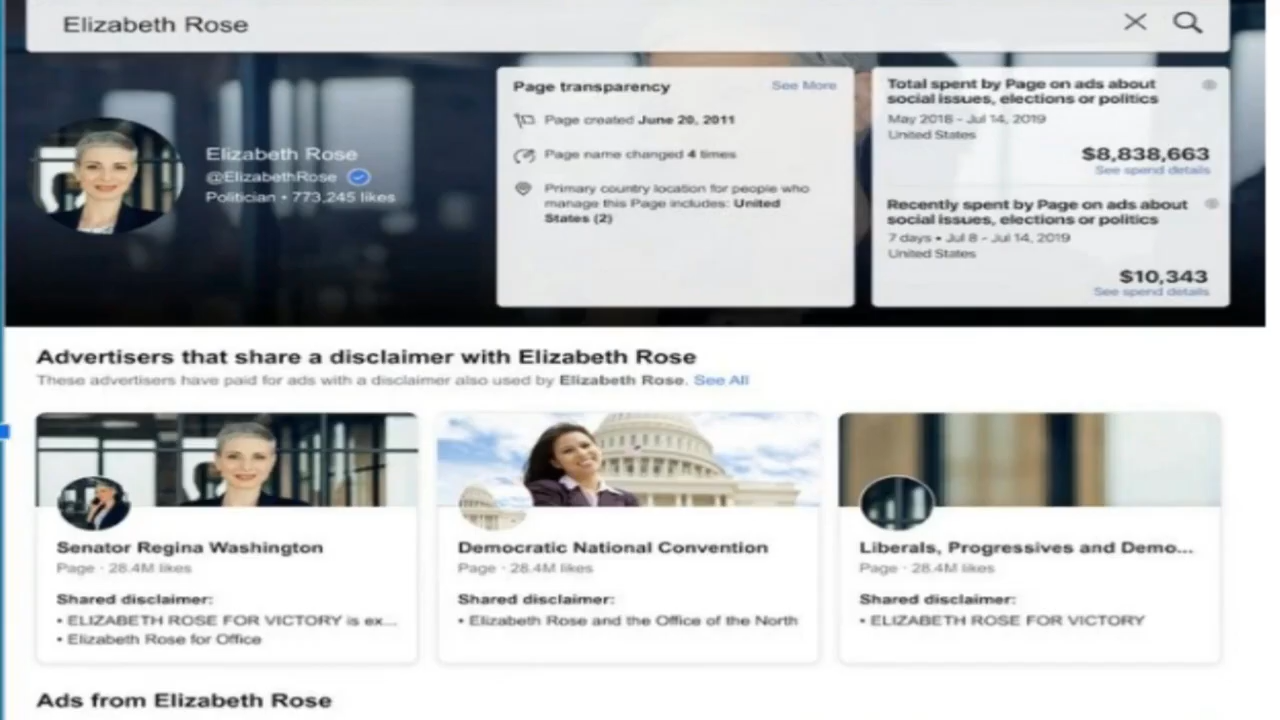 Elizabeth Rose
Elizabeth Rose
@ElizabethRose
Politician • 773,245 likes
Page transparency
See More
Page created June 20, 2011
Page name changed 4 times
Primary country location for people who
manage this Page includes: United
States (2)
Total spent by Page on ads about
social issues, elections or politics
May 2018 - Jul 14, 2019
United States
$8,838,663
See spend details
Recently spent by Page on ads about
social issues, elections or politics
7 days • Jul 8 - Jul 14, 2019
United States
$10,343
See spend details
Advertisers that share a disclaimer with Elizabeth Rose
These advertisers have paid for ads with a disclaimer also used by Elizabeth Rose. See All
Senator Regina Washington
Page · 28.4M likes
Shared disclaimer:
• ELIZABETH ROSE FOR VICTORY is ex...
• Elizabeth Rose for Office
Democratic National Convention
Page · 28.4M likes
Shared disclaimer:
• Elizabeth Rose and the Office of the North
Liberals, Progressives and Demo...
Page · 28.4M likes
Shared disclaimer:
• ELIZABETH ROSE FOR VICTORY
Ads from Elizabeth Rose